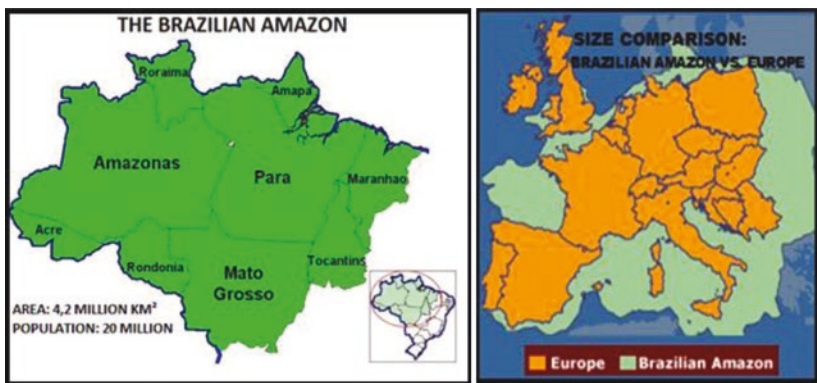 THE BRAZILIAN AMAZON
Roraima
Amapa
Amazonas
Para
Maranhao
Acre
Rondonia
Mato
Grosso
Tocantins
AREA: 4,2 MILLION KM²
POPULATION: 20 MILLION
SIZE COMPARISON:
BRAZILIAN AMAZON VS. EUROPE
Europe
Brazilian Amazon